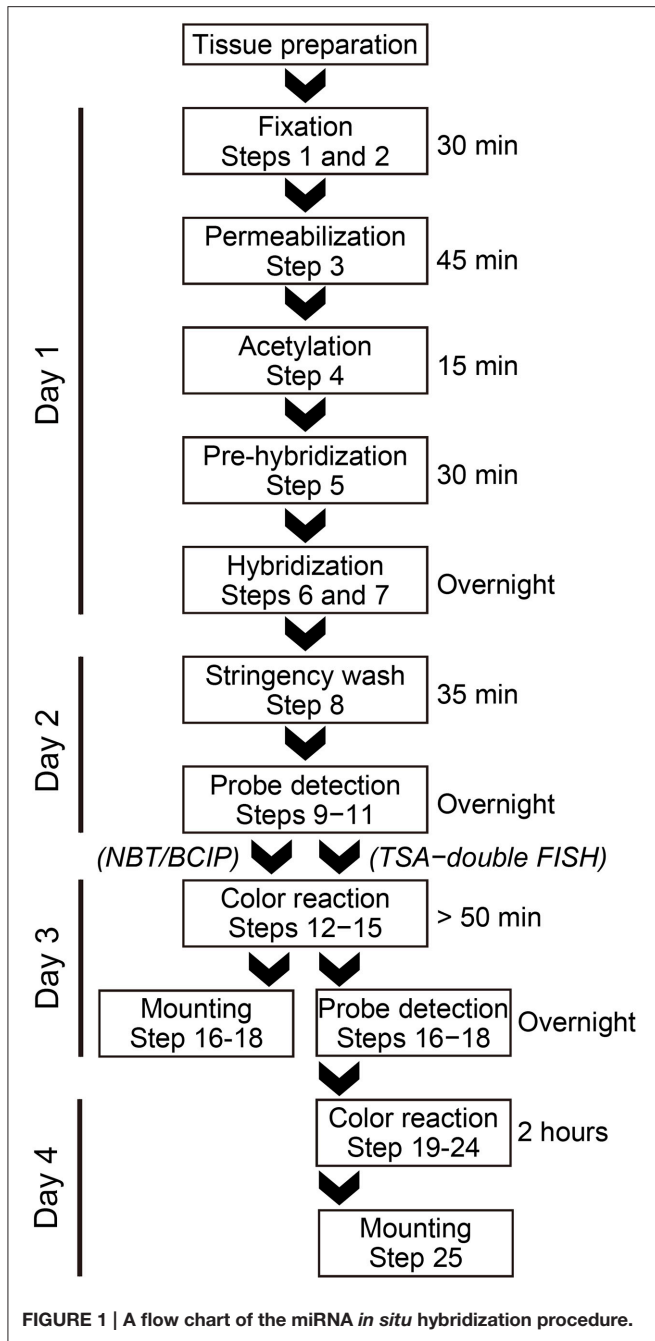 Tissue preparation
Day 1
Fixation
Steps 1 and 2
30 min
Permeabilization
Step 3
45 min
Acetylation
Step 4
15 min
Pre-hybridization
Step 5
30 min
Hybridization
Steps 6 and 7
Overnight
Day 2
Stringency wash
Step 8
35 min
Probe detection
Steps 9−11
Overnight
(NBT/BCIP)
(TSA−double FISH)
Day 3
Color reaction
Steps 12−15
> 50 min
Mounting
Step 16-18
Probe detection
Steps 16−18
Overnight
Day 4
Color reaction
Step 19-24
2 hours
Mounting
Step 25
FIGURE 1 | A flow chart of the miRNA in situ hybridization procedure.